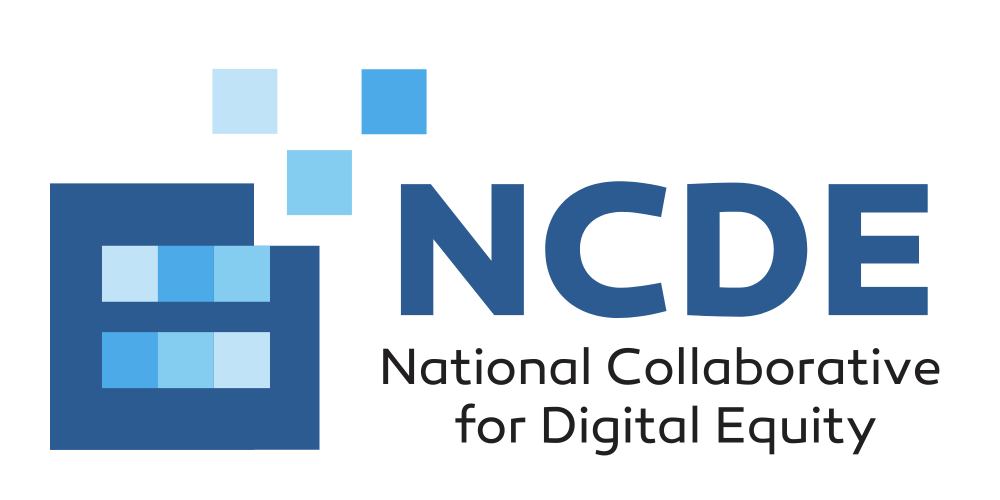 NCDE
National Collaborative
for Digital Equity